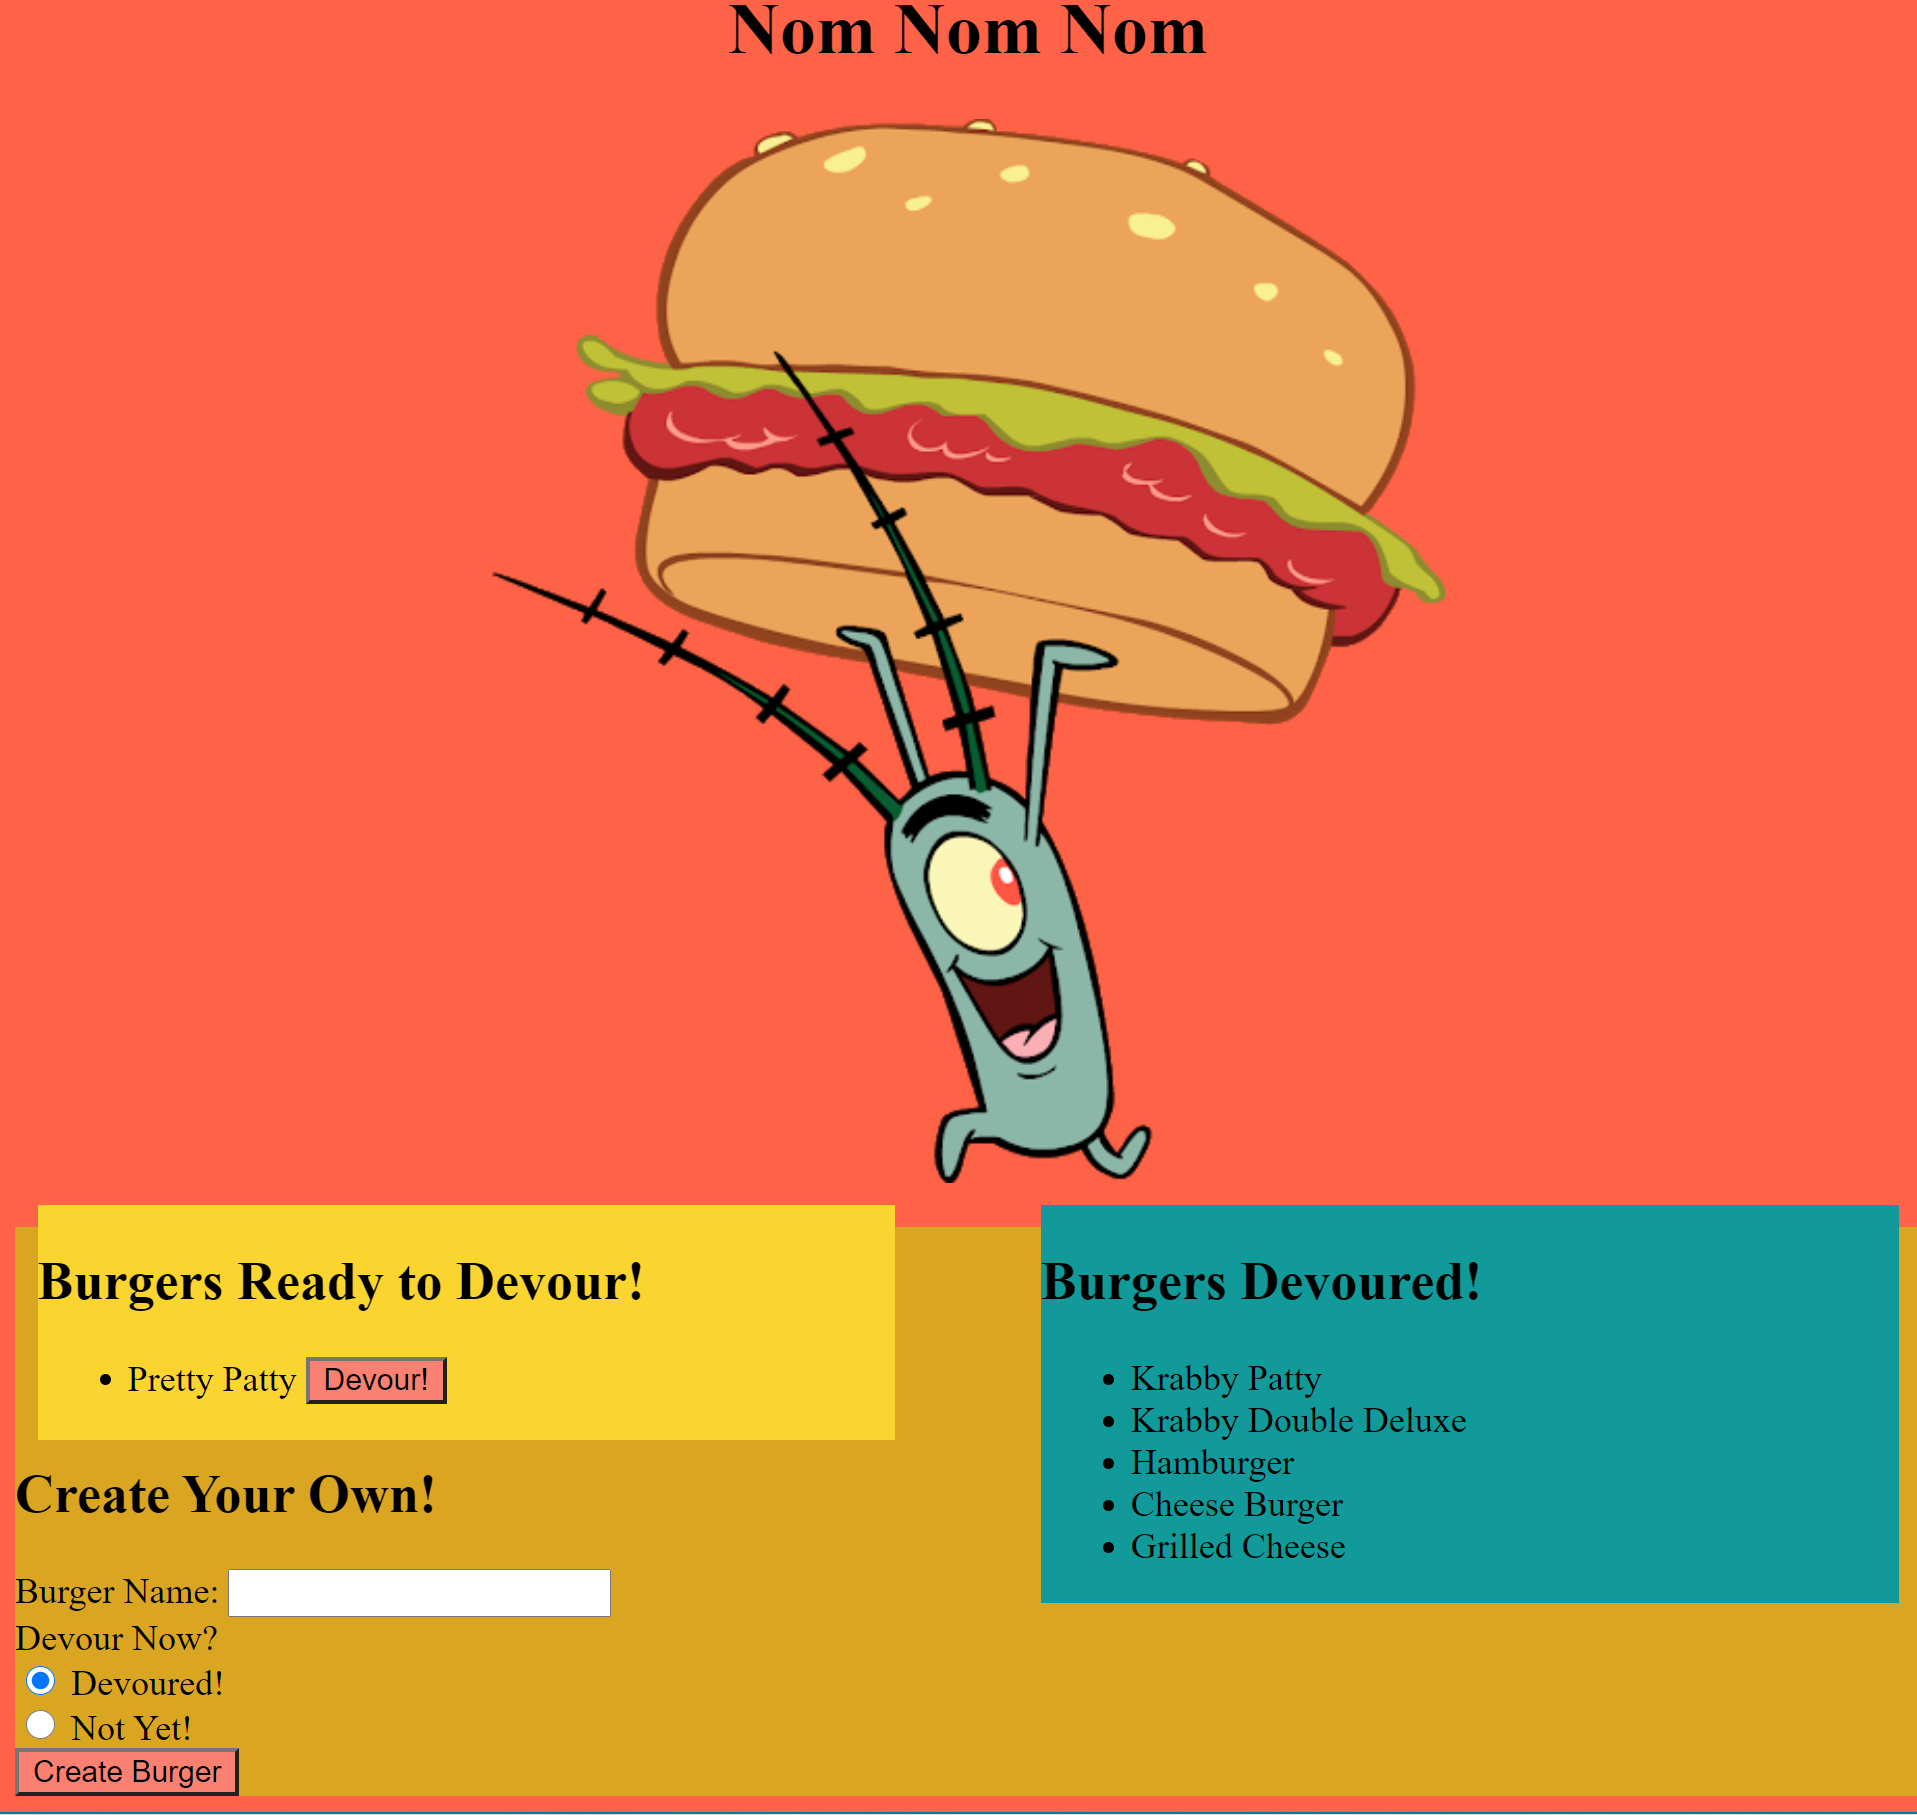 Nom Nom Nom
Burgers Ready to Devour!
Pretty Patty Devour!
Burgers Devoured!
Krabby Patty
Krabby Double Deluxe
Hamburger
Cheese Burger
Grilled Cheese
Create Your Own!
Burger Name:
Devour Now?
Devoured!
Not Yet!
Create Burger